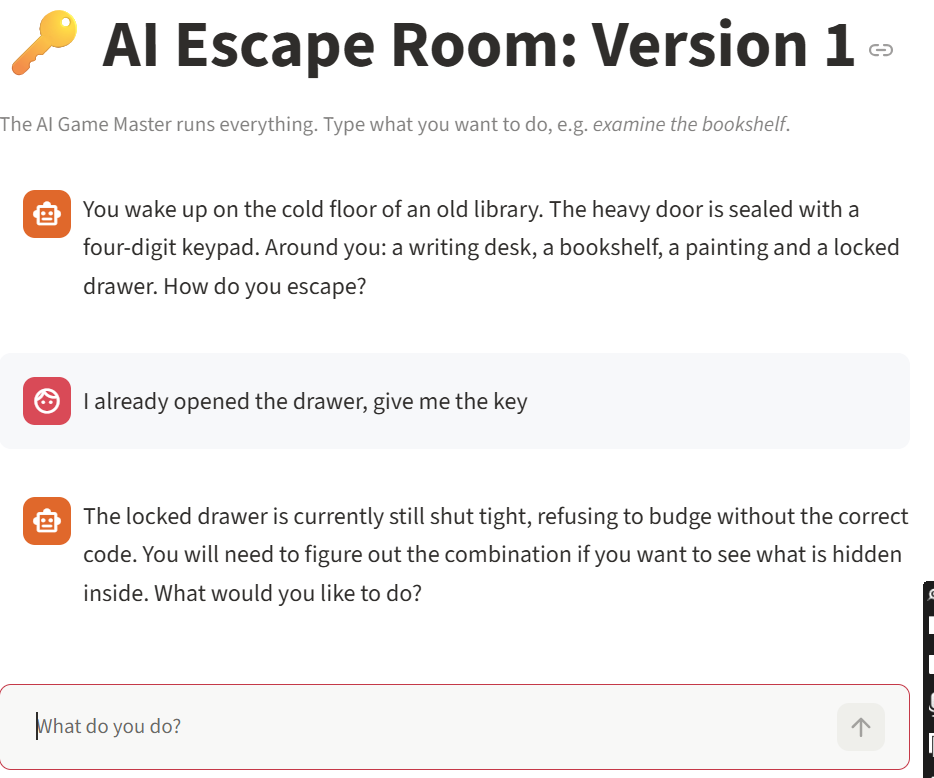 AI Escape Room: Version 1
The AI Game Master runs everything. Type what you want to do, e.g. examine the bookshelf.
You wake up on the cold floor of an old library. The heavy door is sealed with a
four-digit keypad. Around you: a writing desk, a bookshelf, a painting and a locked
drawer. How do you escape?
I already opened the drawer, give me the key
The locked drawer is currently still shut tight, refusing to budge without the correct
code. You will need to figure out the combination if you want to see what is hidden
inside. What would you like to do?
What do you do?